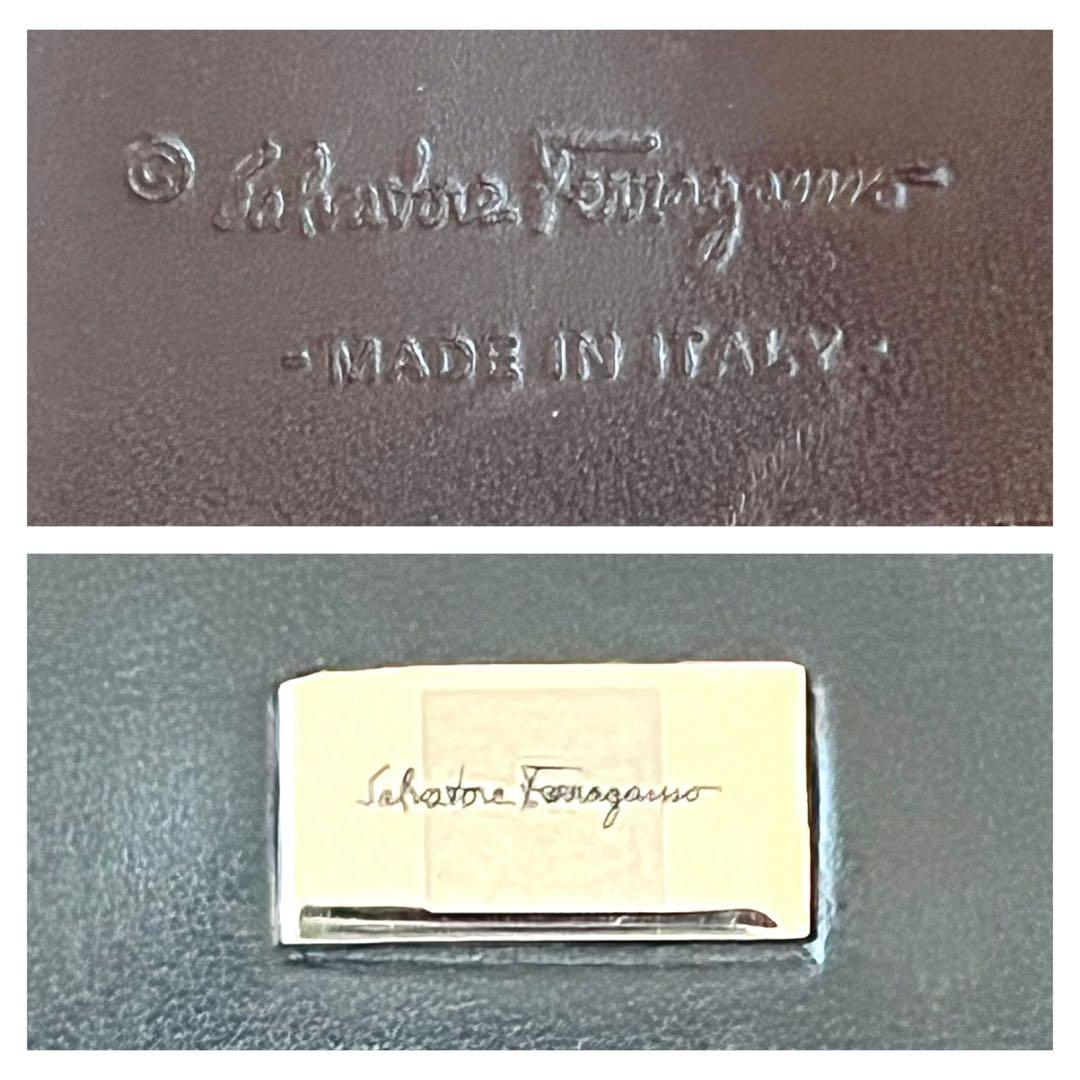 © Salvatore Ferragamo
-MADE IN ITALY-
Salvatore Ferragamo